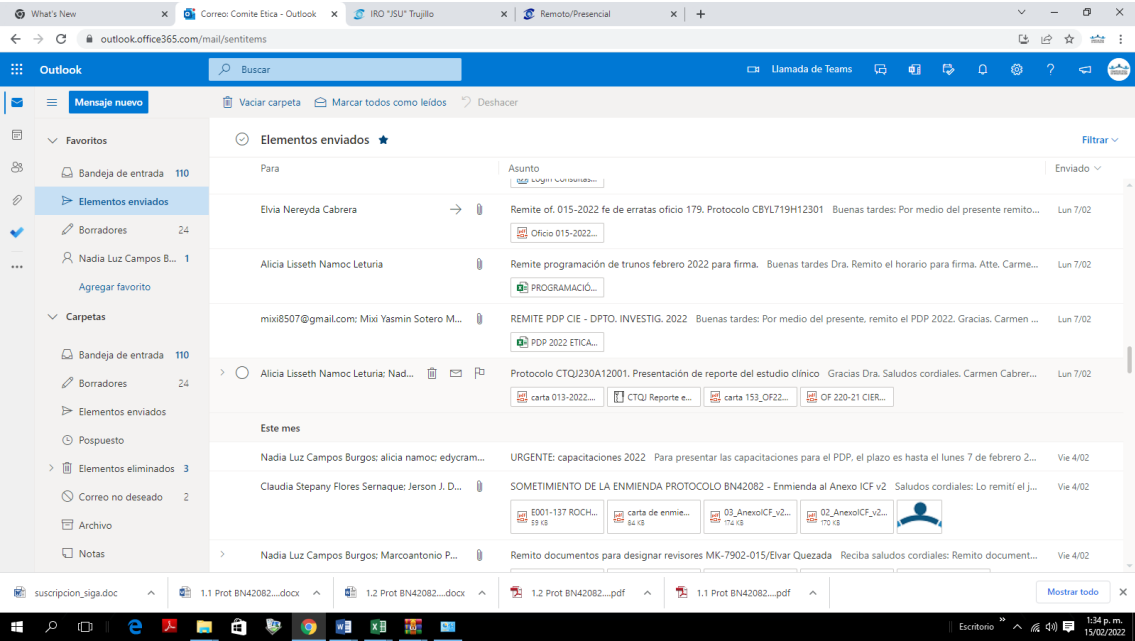 What's New
Correo: Comite Etica - Outlook
IRO "JSU" Trujillo
Remoto/Presencial
outlook.office365.com/mail/sentitems
Outlook
Buscar
Llamada de Teams
Mensaje nuevo
Vaciar carpeta
Marcar todos como leídos
Deshacer
Favoritos
Bandeja de entrada 110
Elementos enviados
Borradores 24
Nadia Luz Campos B... 1
Agregar favorito
Carpetas
Bandeja de entrada 110
Borradores 24
Elementos enviados
Pospuesto
Elementos eliminados 3
Correo no deseado 2
Archivo
Notas
Elementos enviados
Filtrar
Para Asunto Enviado
Login Consultas...
Elvia Nereyda Cabrera Remite of. 015-2022 fe de erratas oficio 179. Protocolo CBYL719H12301 Buenas tardes: Por medio del presente remito... Lun 7/02
Oficio 015-2022...
Alicia Lisseth Namoc Leturia Remite programación de trunos febrero 2022 para firma. Buenas tardes Dra. Remito el horario para firma. Atte. Carme... Lun 7/02
PROGRAMACIÓ...
mixi8507@gmail.com; Mixi Yasmin Sotero M... REMITE PDP CIE - DPTO. INVESTIG. 2022 Buenas tardes: Por medio del presente, remito el PDP 2022. Gracias. Carmen ... Lun 7/02
PDP 2022 ETICA...
Alicia Lisseth Namoc Leturia; Nad... Protocolo CTQJ230A12001. Presentación de reporte del estudio clínico Gracias Dra. Saludos cordiales. Carmen Cabrer... Lun 7/02
carta 013-2022.... CTQJ Reporte e... carta 153_OF22... OF 220-21 CIER...
Este mes
Nadia Luz Campos Burgos; alicia namoc; edycram... URGENTE: capacitaciones 2022 Para presentar las capacitaciones para el PDP, el plazo es hasta el lunes 7 de febrero 2... Vie 4/02
Claudia Stepany Flores Sernaque; Jerson J. D... SOMETIMIENTO DE LA ENMIENDA PROTOCOLO BN42082 - Enmienda al Anexo ICF v2 Saludos cordiales: Lo remití el j... Vie 4/02
E001-137 ROCH... carta de enmie... 03_AnexoICF_v2... 02_AnexoICF_v2...
59 KB 64 KB 174 KB 170 KB
Nadia Luz Campos Burgos; Marcoantonio P... Remito documentos para designar revisores MK-7902-015/Elvar Quezada Reciba saludos cordiales: Remito document... Vie 4/02
suscripcion_siga.doc
1.1 Prot BN42082....docx
1.2 Prot BN42082....docx
1.2 Prot BN42082....pdf
1.1 Prot BN42082....pdf
Mostrar todo
Escritorio
1:34 p. m.
15/02/2022